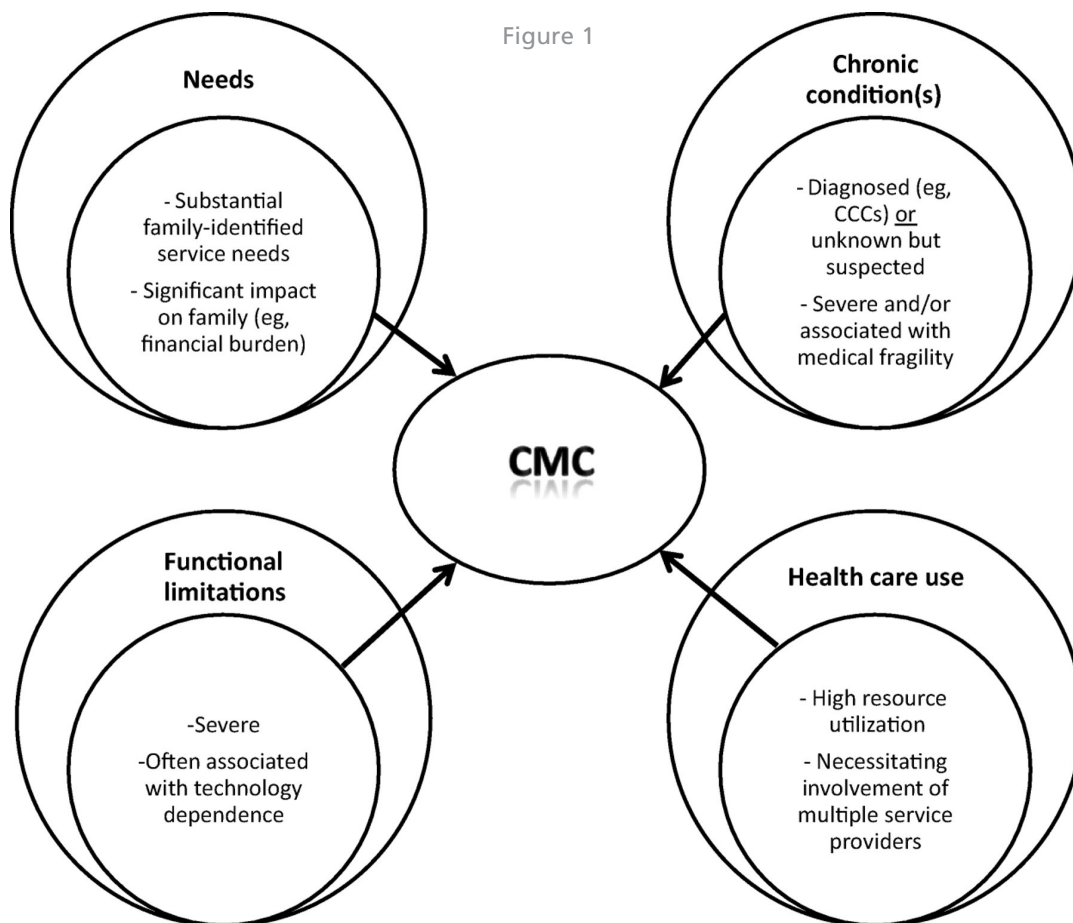 Figure 1
Needs
- Substantial
family-identified
service needs
- Significant impact
on family (eg,
financial burden)
Chronic
condition(s)
- Diagnosed (eg,
CCCs) or
unknown but
suspected
- Severe and/or
associated with
medical fragility
CMC
Functional
limitations
-Severe
-Often associated
with technology
dependence
Health care use
- High resource
utilization
- Necessitating
involvement of
multiple service
providers